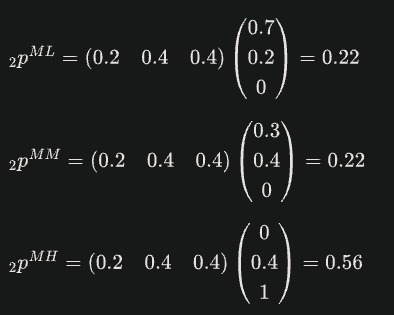 ₂p^{ML} = (0.2 0.4 0.4) (0.7 0.2 0) = 0.22
₂p^{MM} = (0.2 0.4 0.4) (0.3 0.4 0) = 0.22
₂p^{MH} = (0.2 0.4 0.4) (0 0.4 1) = 0.56